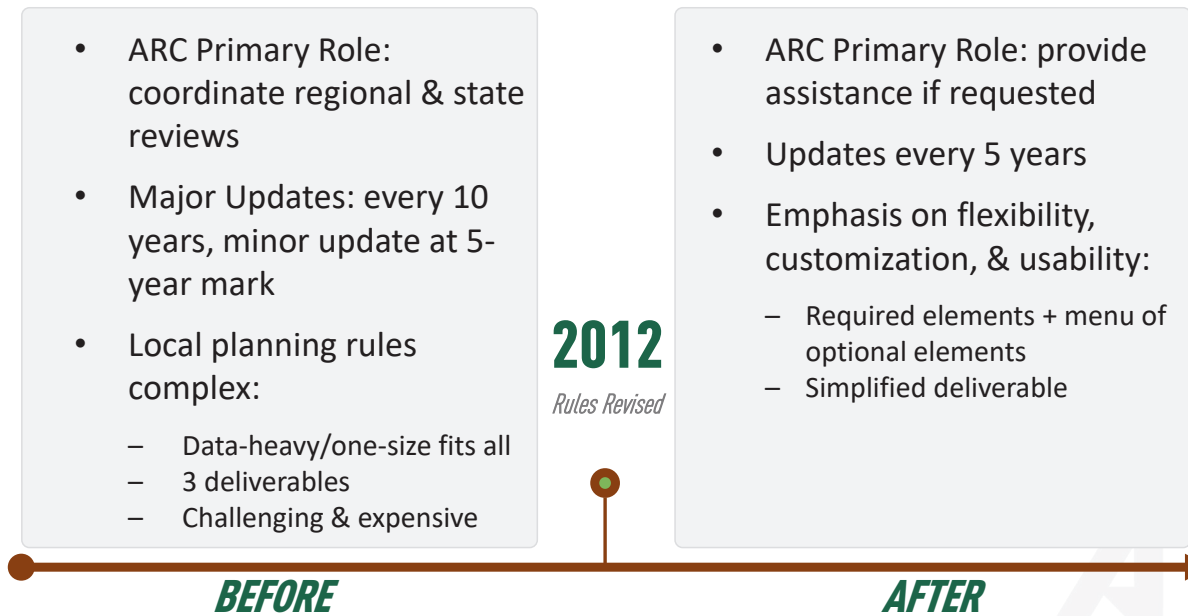 • ARC Primary Role:
coordinate regional & state
reviews
• Major Updates: every 10
years, minor update at 5-
year mark
• Local planning rules
complex:
– Data-heavy/one-size fits all
– 3 deliverables
– Challenging & expensive
2012
Rules Revised
• ARC Primary Role: provide
assistance if requested
• Updates every 5 years
• Emphasis on flexibility,
customization, & usability:
– Required elements + menu of
optional elements
– Simplified deliverable
BEFORE
AFTER